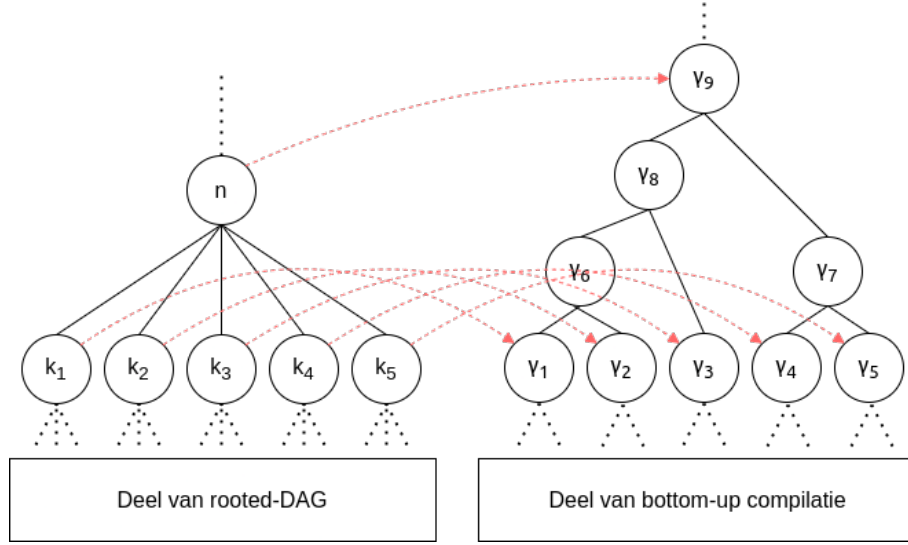 γ₉
n
γ₈
γ₆
γ₇
k₁ k₂ k₃ k₄ k₅
γ₁ γ₂ γ₃ γ₄ γ₅
Deel van rooted-DAG
Deel van bottom-up compilatie